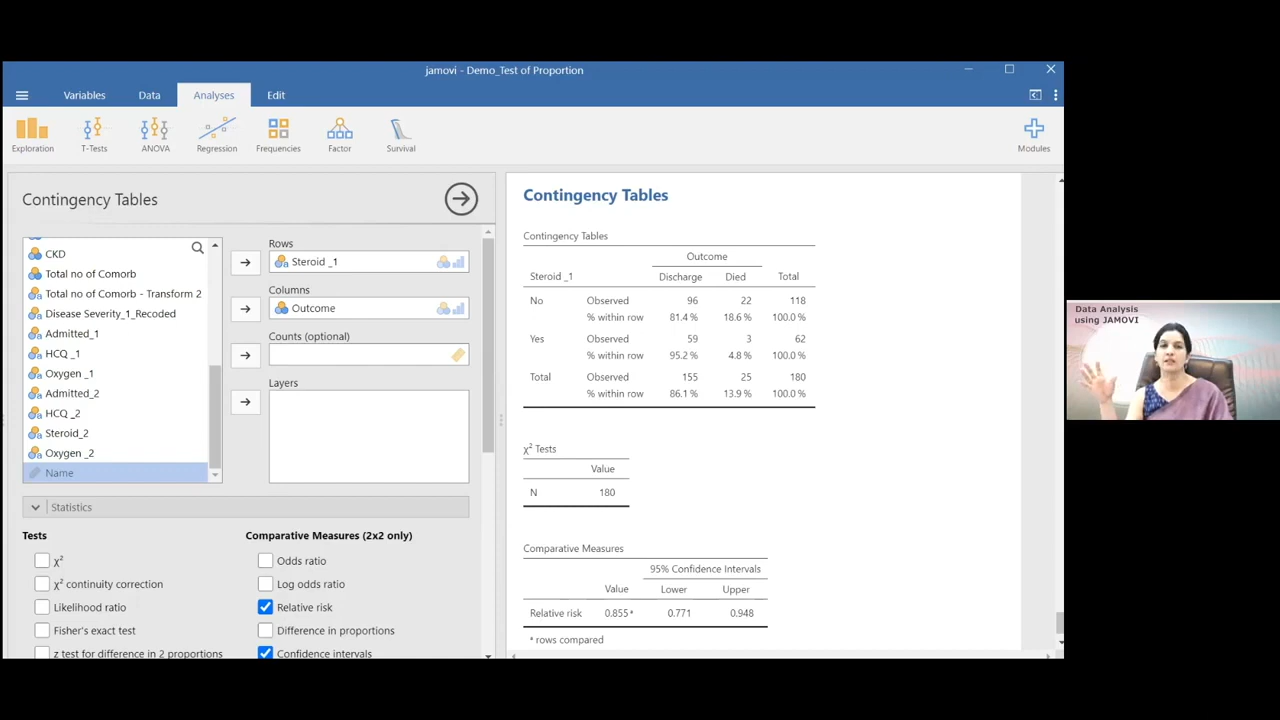 jamovi - Demo_Test of Proportion
Variables Data Analyses Edit
Exploration T-Tests ANOVA Regression Frequencies Factor Survival Modules
Contingency Tables
CKD
Total no of Comorb
Total no of Comorb - Transform 2
Disease Severity_1_Recoded
Admitted_1
HCQ _1
Oxygen _1
Admitted_2
HCQ _2
Steroid_2
Oxygen _2
Name
Rows
Steroid _1
Columns
Outcome
Counts (optional)
Layers
Statistics
Tests
χ²
χ² continuity correction
Likelihood ratio
Fisher's exact test
z test for difference in 2 proportions
Comparative Measures (2x2 only)
Odds ratio
Log odds ratio
Relative risk
Difference in proportions
Confidence intervals
Contingency Tables
Contingency Tables
Outcome
Steroid _1 Discharge Died Total
No Observed 96 22 118
% within row 81.4 % 18.6 % 100.0 %
Yes Observed 59 3 62
% within row 95.2 % 4.8 % 100.0 %
Total Observed 155 25 180
% within row 86.1 % 13.9 % 100.0 %
χ² Tests
Value
N 180
Comparative Measures
95% Confidence Intervals
Value Lower Upper
Relative risk 0.855 ᵃ 0.771 0.948
ᵃ rows compared
Data Analysis
using JAMOVI